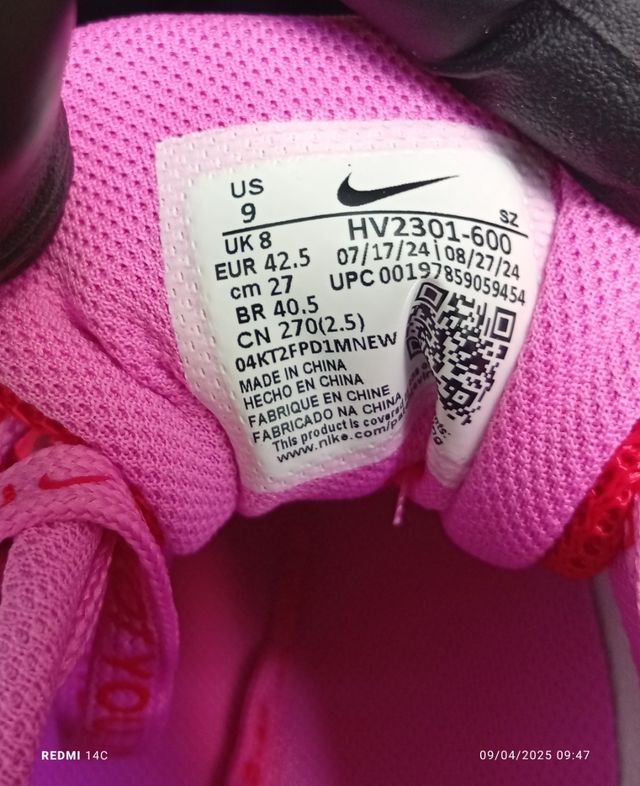 US
9
SZ
UK 8
HV2301-600
EUR 42.5
07/17/24 | 08/27/24
cm 27
UPC 00197859059454
BR 40.5
CN 270(2.5)
04KT2FPD1MNEW
MADE IN CHINA
HECHO EN CHINA
FABRIQUE EN CHINE
FABRICADO NA CHINA
This product is covered
www.nike.com/pa
YOU
REDMI 14C
09/04/2025 09:47